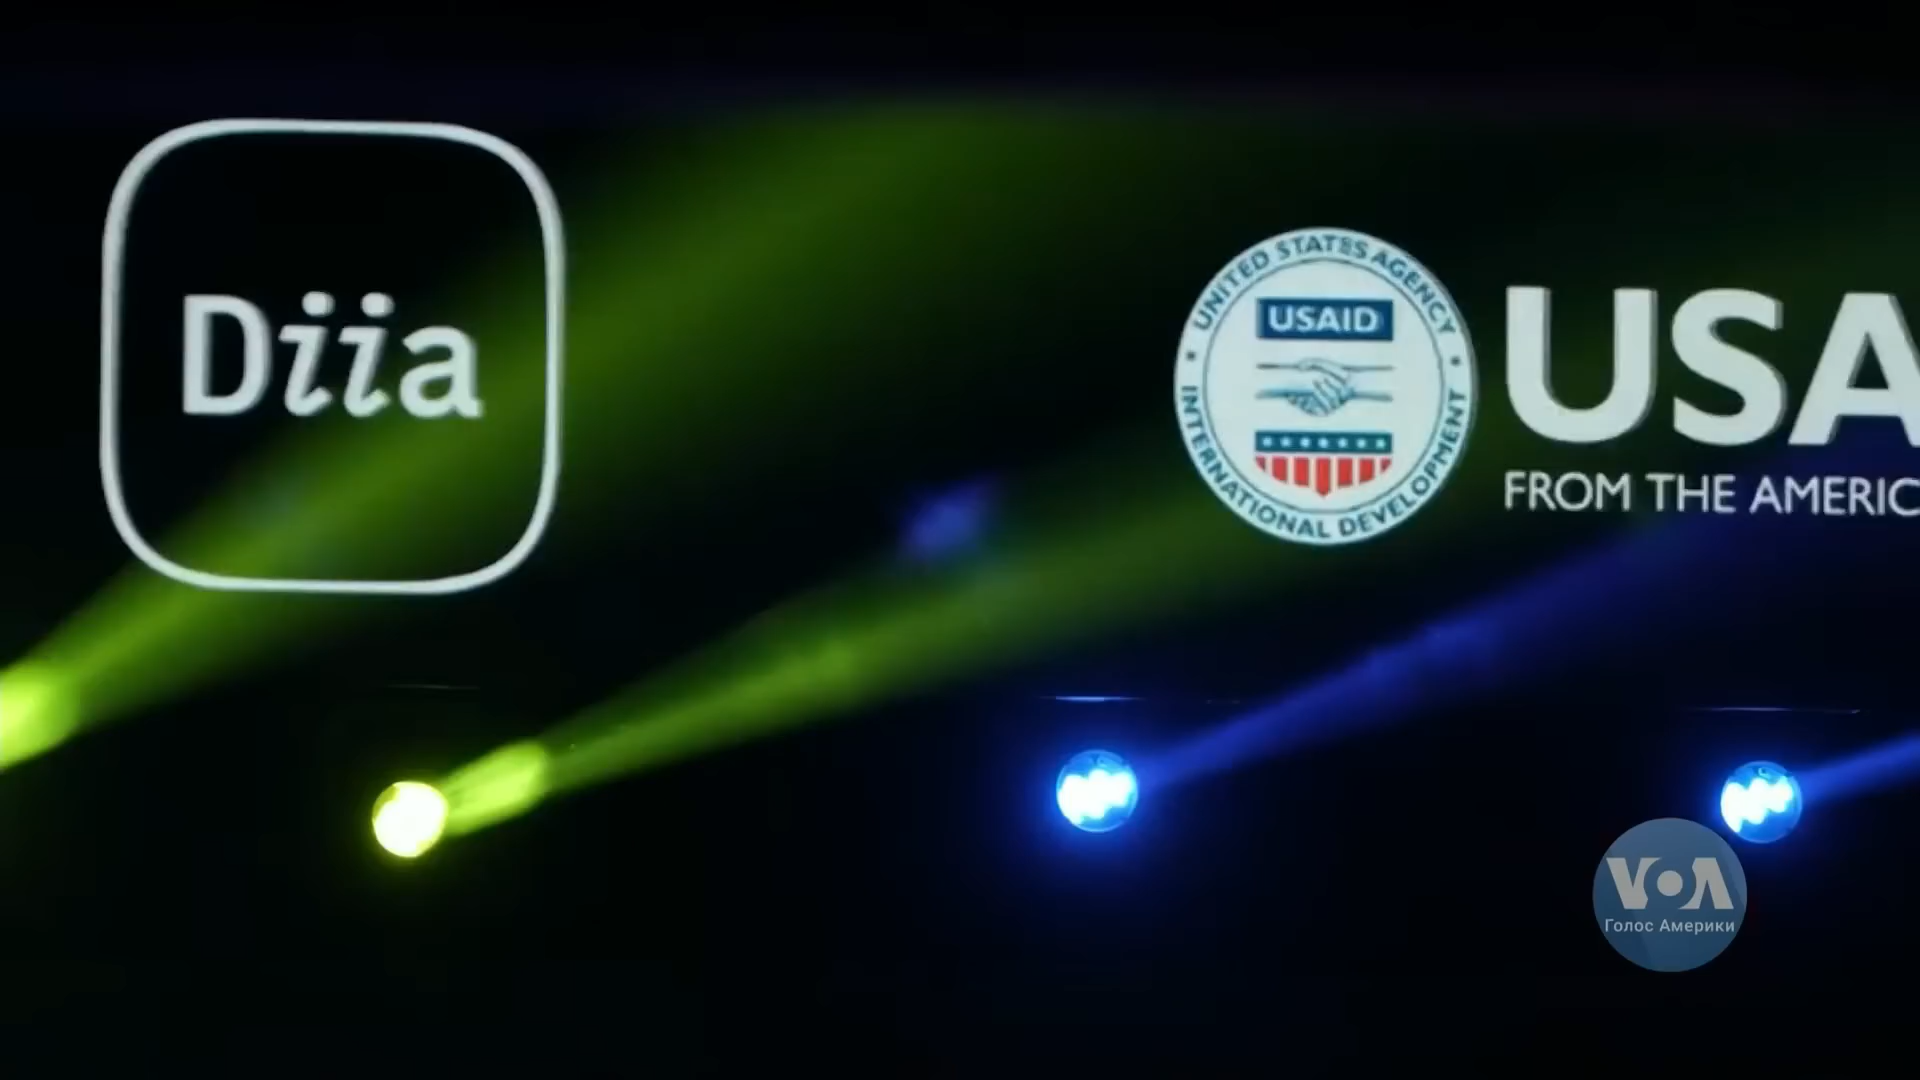 Diia
UNITED STATES AGENCY
USAID
INTERNATIONAL DEVELOPMENT
USA
FROM THE AMERIC
VOA
Голос Америки